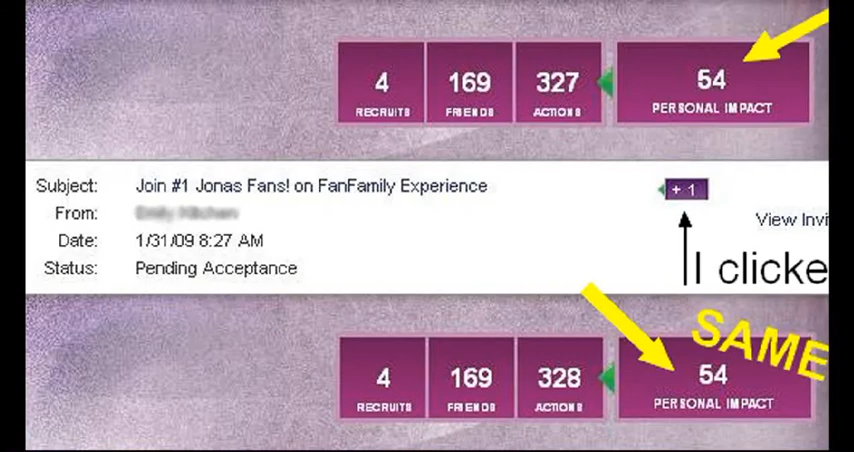 4 169 327 54
RECRUITS FRIENDS ACTIONS PERSONAL IMPACT
Subject: Join #1 Jonas Fans! on FanFamily Experience + 1
From:
View Invi
Date: 1/31/09 8:27 AM
Status: Pending Acceptance
I clicke
SAME
4 169 328 54
RECRUITS FRIENDS ACTIONS PERSONAL IMPACT